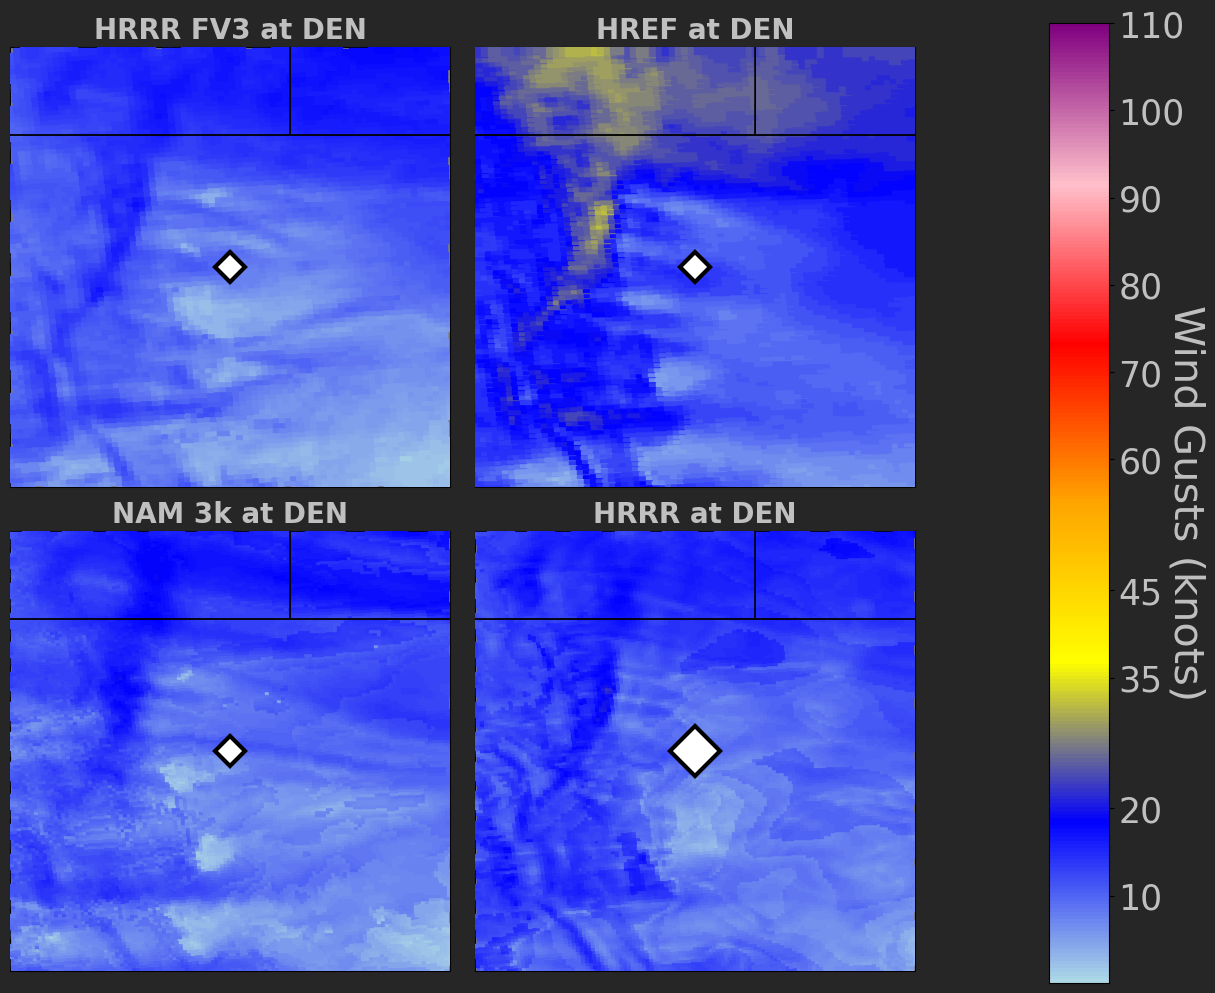 HRRR FV3 at DEN
HREF at DEN
NAM 3k at DEN
HRRR at DEN
110
100
90
80
70
60
45
35
20
10
Wind Gusts (knots)